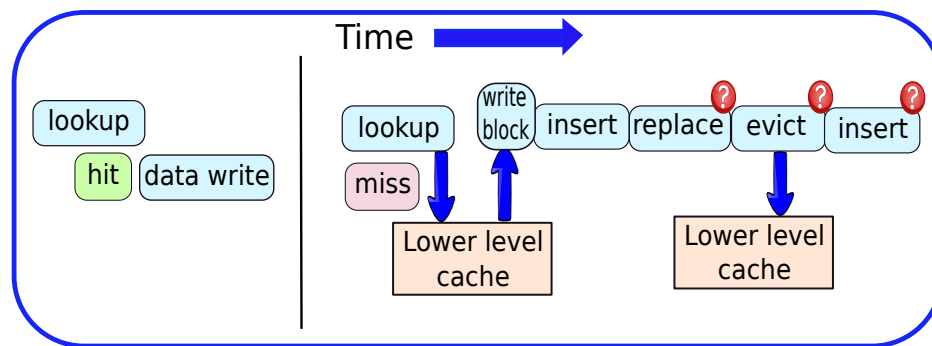 Time
lookup
hit
data write
lookup
miss
write
block
insert
replace
?
evict
?
insert
?
Lower level
cache
Lower level
cache